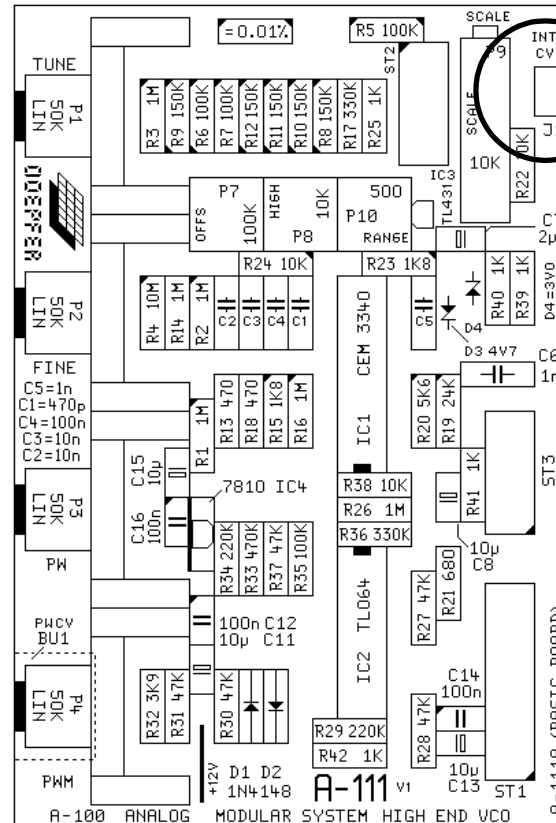 SCALE
=0.01%
R5 100K
ST2
P9
SCALE
10K
INT
CV
J
TUNE
P1
50K
LIN
R3 1M
R9 150K
R6 100K
R7 100K
R12 150K
R11 150K
R10 150K
R8 150K
R17 330K
R25 1K
IC3
TL431
R22
DOEPFER
P7
OFFS
100K
HIGH
P8
10K
500
P10
RANGE
2µ
R24 10K
R23 1K8
P2
50K
LIN
R4 10M
R14 1M
R2 1M
C2
C3
C4
C1
CEM 3340
IC1
C5
D4
D3 4V7
R40 1K
R39 1K
D4=3V0
FINE
C5=1n
C1=470p
C4=100n
C3=10n
C2=10n
C6
1n
R1 1M
R13 470
R18 470
R15 1K8
R16 1M
R20 5K6
R19 24K
ST3
C15
10µ
P3
50K
LIN
PW
C16
100n
7810 IC4
R38 10K
R26 1M
R36 330K
R41 1K
10µ
C8
R34 220K
R33 470K
R37 47K
R35 100K
IC2 TL064
R27 47K
R21 680
PWCV
BU1
100n C12
10µ C11
P4
50K
LIN
PWM
R32 3K9
R31 47K
R30 47K
C14
100n
R29 220K
R42 1K
R28 47K
10µ
C13
ST1
+12V
D1 D2
1N4148
A-111 V1
A-100 ANALOG MODULAR SYSTEM HIGH END VCO
(BASIC BOARD)